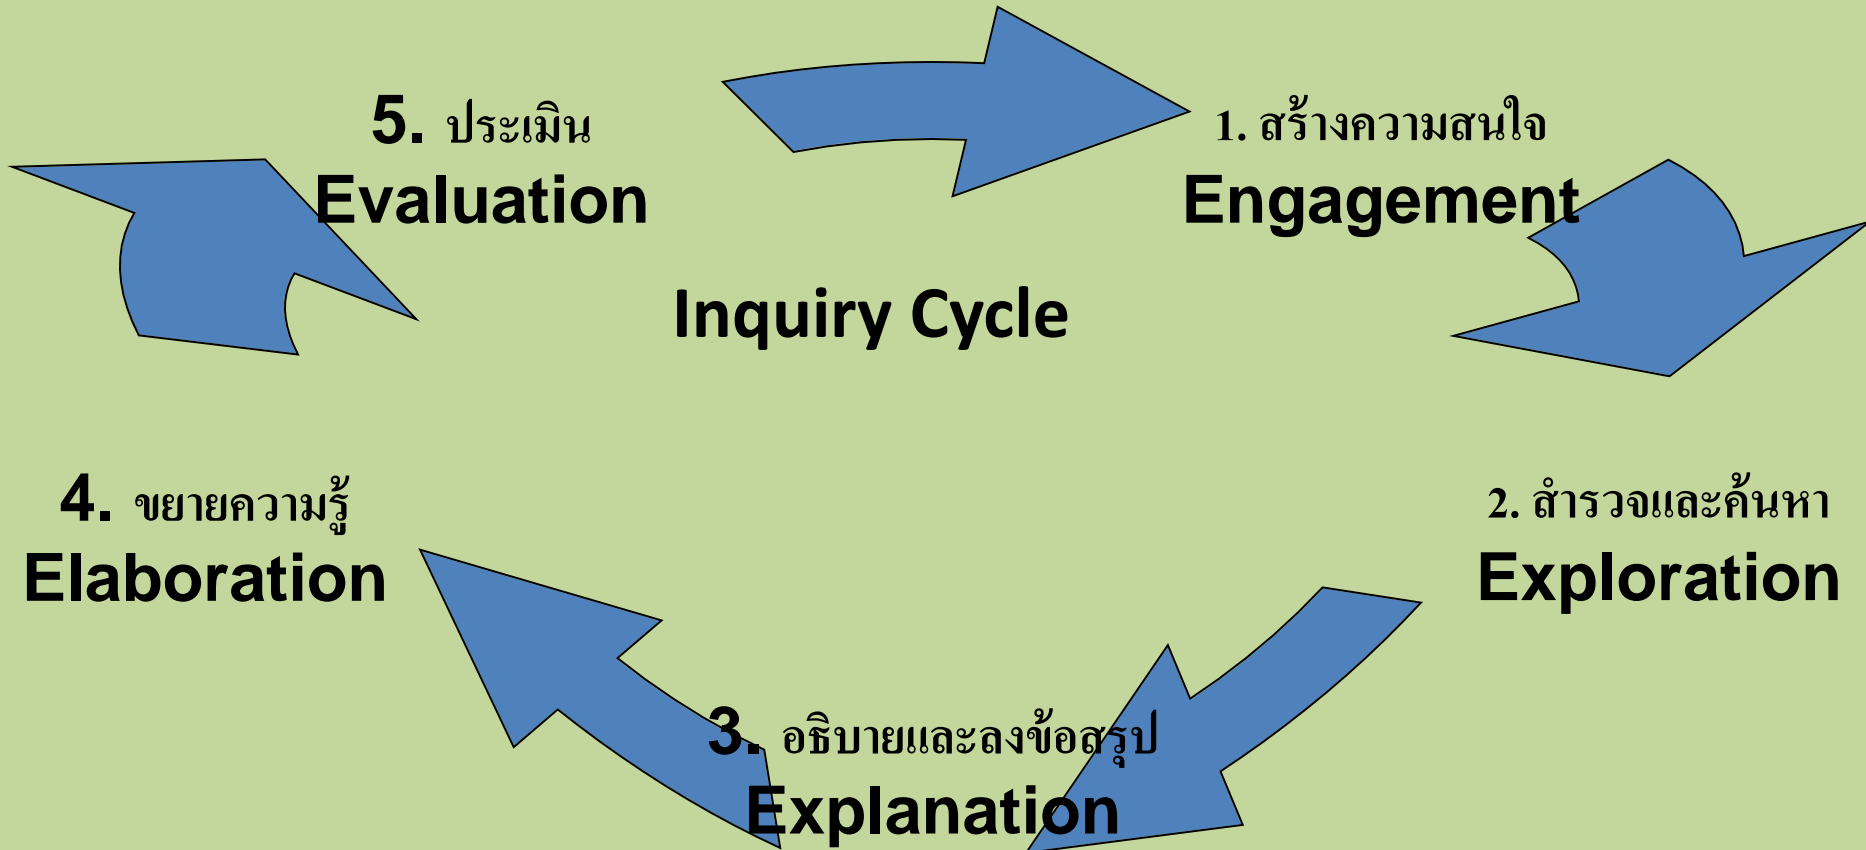 5. ประเมิน
Evaluation
1. สร้างความสนใจ
Engagement
Inquiry Cycle
4. ขยายความรู้
Elaboration
2. สำรวจและค้นหา
Exploration
3. อธิบายและลงข้อสรุป
Explanation